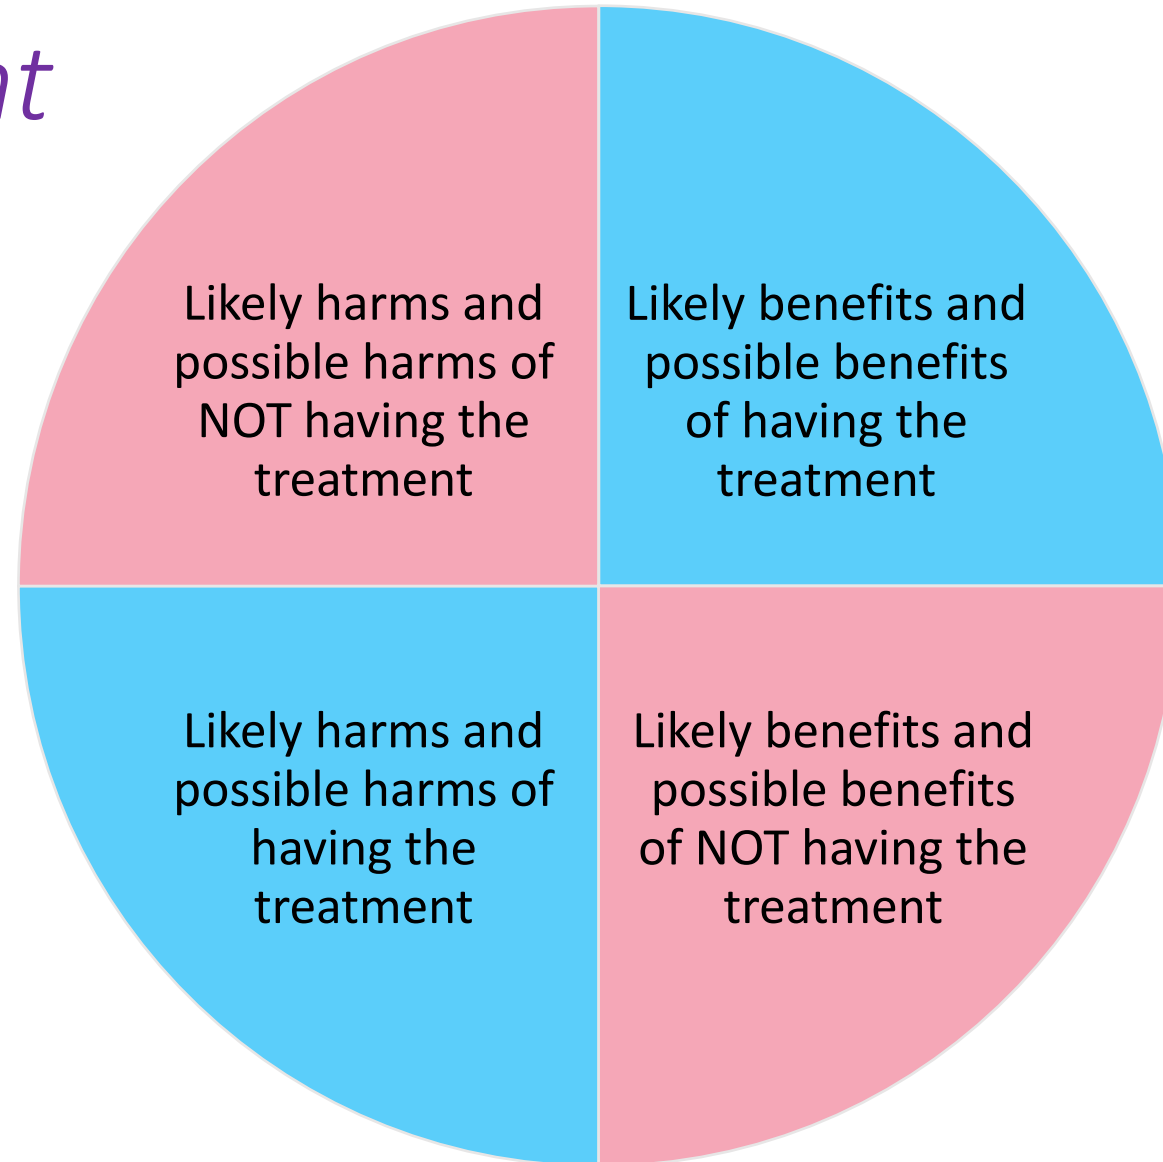 Likely harms and
possible harms of
NOT having the
treatment
Likely benefits and
possible benefits
of having the
treatment
Likely harms and
possible harms of
having the
treatment
Likely benefits and
possible benefits
of NOT having the
treatment